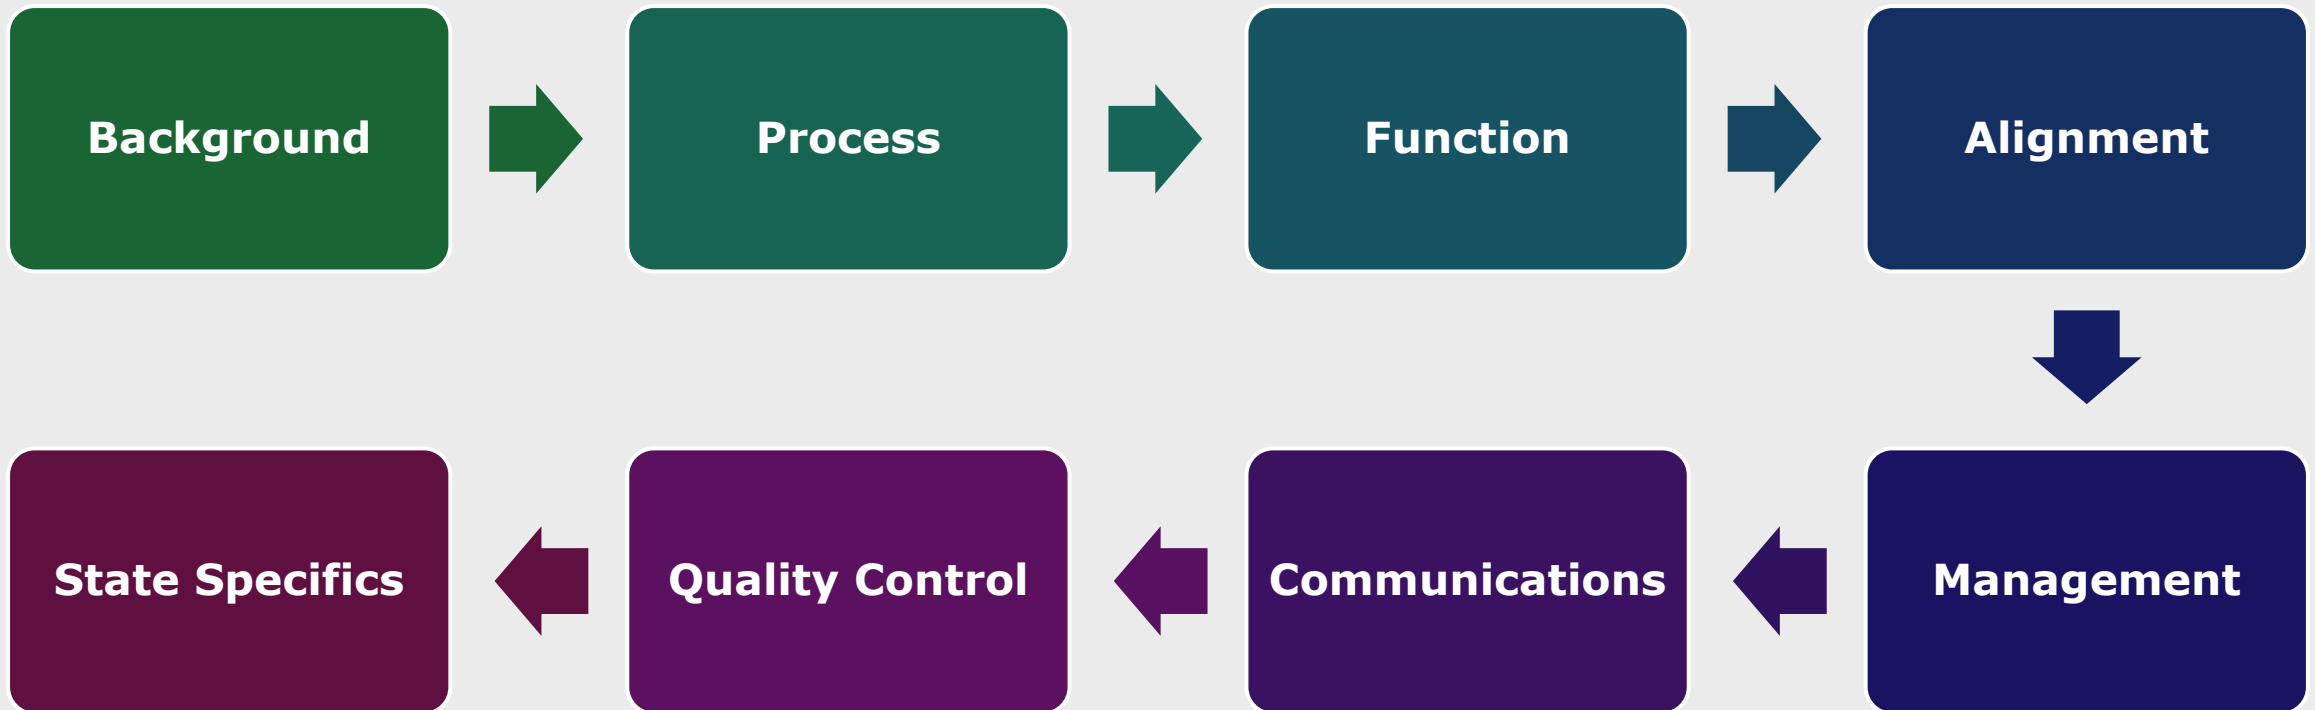 Background
Process
Function
Alignment
Management
Communications
Quality Control
State Specifics